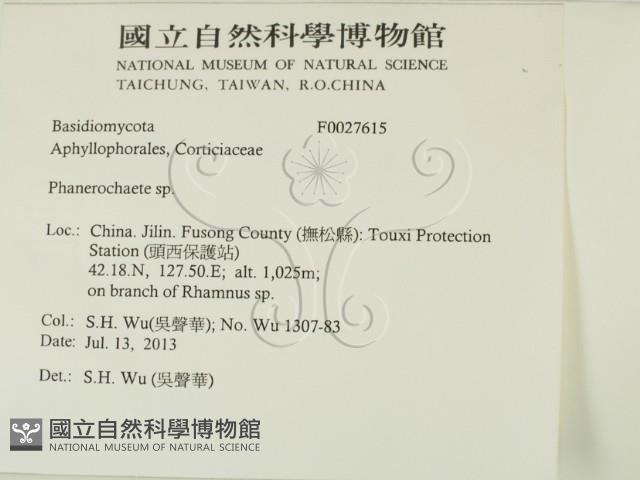 國立自然科學博物館
NATIONAL MUSEUM OF NATURAL SCIENCE
TAICHUNG, TAIWAN, R.O.CHINA
Basidiomycota F0027615
Aphyllophorales, Corticiaceae
Phanerochaete sp.
Loc.: China. Jilin. Fusong County (撫松縣): Touxi Protection
Station (頭西保護站)
42.18.N, 127.50.E; alt. 1,025m;
on branch of Rhamnus sp.
Col.: S.H. Wu(吳聲華); No. Wu 1307-83
Date: Jul. 13, 2013
Det.: S.H. Wu (吳聲華)
國立自然科學博物館
NATIONAL MUSEUM OF NATURAL SCIENCE